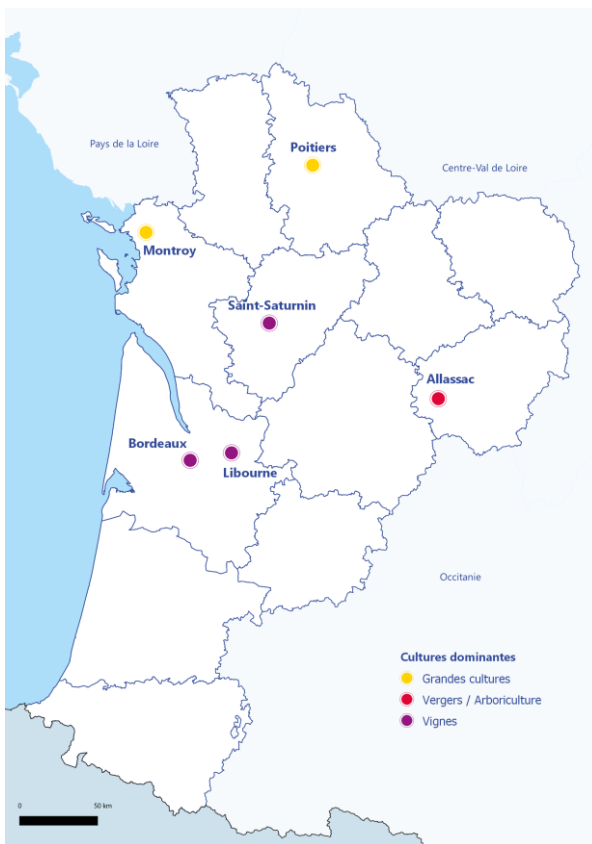 Pays de la Loire
Poitiers
Centre-Val de Loire
Montroy
Saint-Saturnin
Allassac
Bordeaux
Libourne
Occitanie
Cultures dominantes
Grandes cultures
Vergers / Arboriculture
Vignes
0 50 km